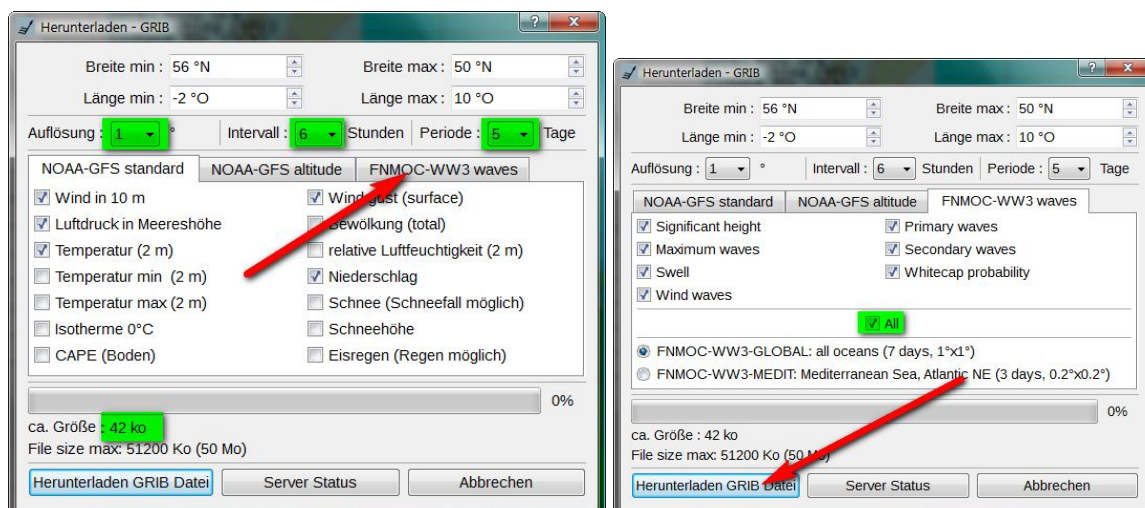 Herunterladen - GRIB
Breite min : 56 °N Breite max : 50 °N
Länge min : -2 °O Länge max : 10 °O
Auflösung : 1 ° Intervall : 6 Stunden Periode : 5 Tage
NOAA-GFS standard NOAA-GFS altitude FNMOC-WW3 waves
Wind in 10 m Wind gust (surface)
Luftdruck in Meereshöhe Bewölkung (total)
Temperatur (2 m) relative Luftfeuchtigkeit (2 m)
Temperatur min (2 m) Niederschlag
Temperatur max (2 m) Schnee (Schneefall möglich)
Isotherme 0°C Schneehöhe
CAPE (Boden) Eisregen (Regen möglich)
0%
ca. Größe : 42 ko
File size max: 51200 Ko (50 Mo)
Herunterladen GRIB Datei Server Status Abbrechen
Herunterladen - GRIB
Breite min : 56 °N Breite max : 50 °N
Länge min : -2 °O Länge max : 10 °O
Auflösung : 1 ° Intervall : 6 Stunden Periode : 5 Tage
NOAA-GFS standard NOAA-GFS altitude FNMOC-WW3 waves
Significant height Primary waves
Maximum waves Secondary waves
Swell Whitecap probability
Wind waves
All
FNMOC-WW3-GLOBAL: all oceans (7 days, 1°x1°)
FNMOC-WW3-MEDIT: Mediterranean Sea, Atlantic NE (3 days, 0.2°x0.2°)
0%
ca. Größe : 42 ko
File size max: 51200 Ko (50 Mo)
Herunterladen GRIB Datei Server Status Abbrechen